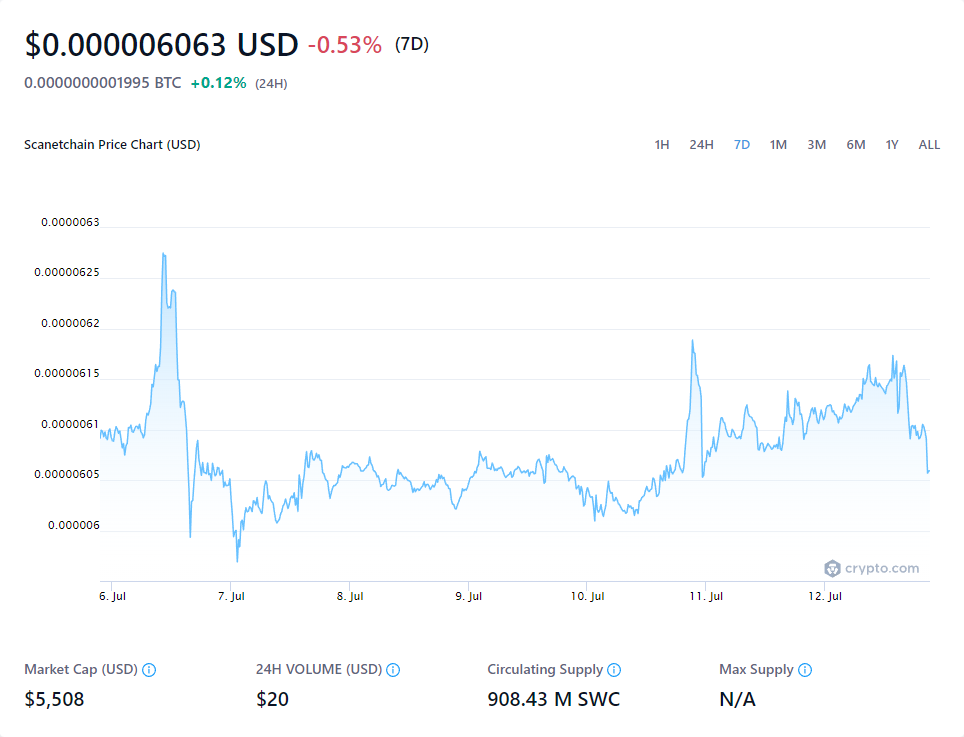 $0.000006063 USD -0.53% (7D)
0.0000000001995 BTC +0.12% (24H)
Scanetchain Price Chart (USD) 1H 24H 7D 1M 3M 6M 1Y ALL
0.0000063
0.00000625
0.0000062
0.00000615
0.0000061
0.00000605
0.000006
crypto.com
6. Jul 7. Jul 8. Jul 9. Jul 10. Jul 11. Jul 12. Jul
Market Cap (USD) 24H VOLUME (USD) Circulating Supply Max Supply
$5,508 $20 908.43 M SWC N/A